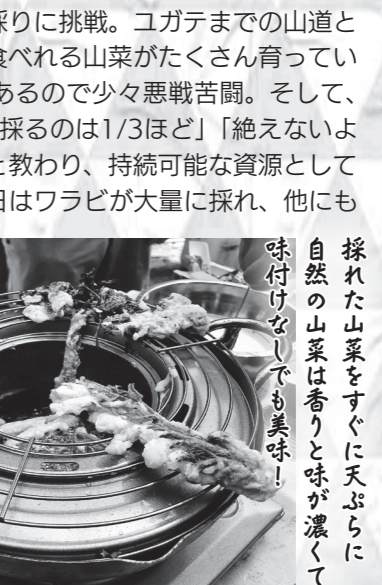 採りに挑戦。ユガテまでの山道と
食べれる山菜がたくさん育ってい
あるので少々悪戦苦闘。そして、
採るのは1/3ほど」「絶えないよ
と教わり、持続可能な資源として
日はワラビが大量に採れ、他にも
採れた山菜をすぐに天ぷらに
自然の山菜は香りと味が濃くて
味付けなしでも美味！